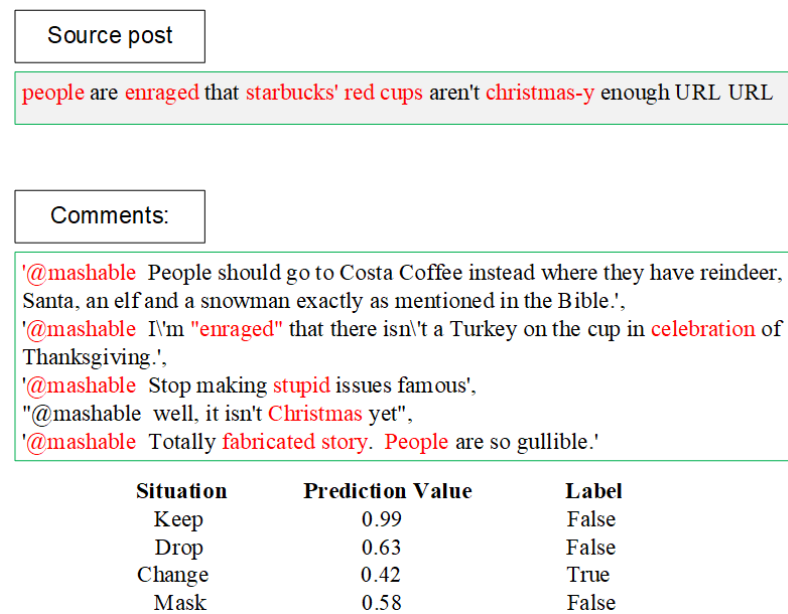 Source post
people are enraged that starbucks' red cups aren't christmas-y enough URL URL
Comments:
'@mashable  People should go to Costa Coffee instead where they have reindeer,
Santa, an elf and a snowman exactly as mentioned in the Bible.',
'@mashable  I\'m "enraged" that there isn\'t a Turkey on the cup in celebration of
Thanksgiving.',
'@mashable  Stop making stupid issues famous',
"@mashable  well, it isn't Christmas yet",
'@mashable  Totally fabricated story.  People are so gullible.'
Situation Prediction Value Label
Keep 0.99 False
Drop 0.63 False
Change 0.42 True
Mask 0.58 False